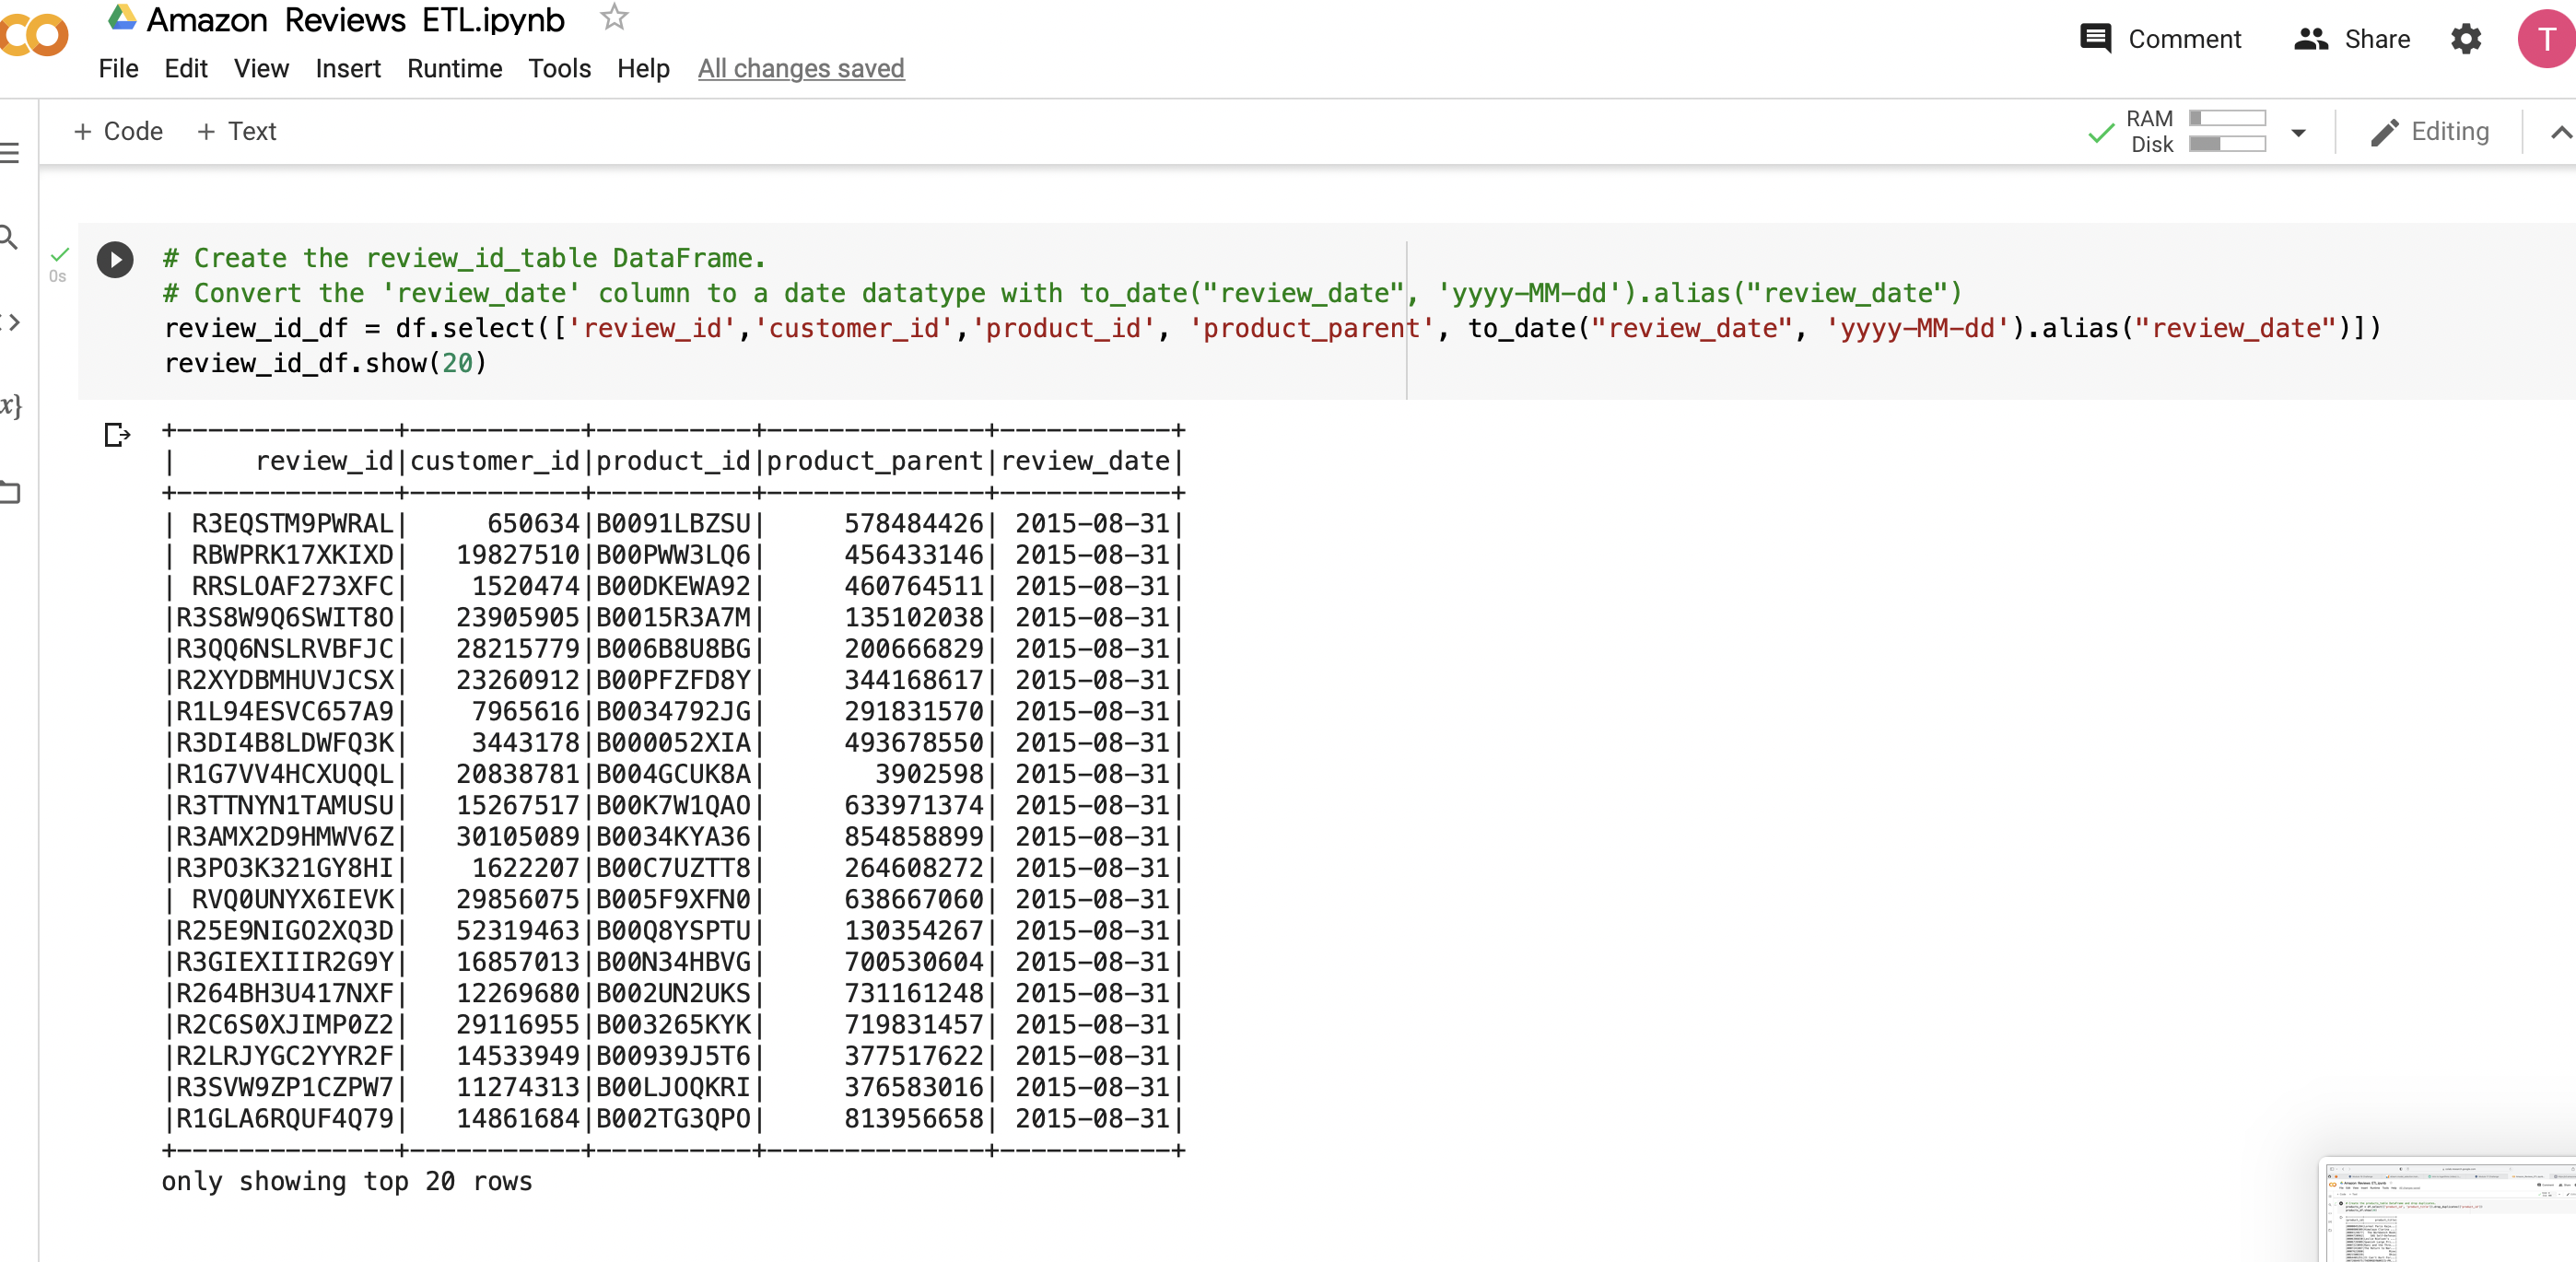 Amazon Reviews ETL.ipynb
Comment Share T
File Edit View Insert Runtime Tools Help All changes saved
+ Code + Text
RAM
Disk
Editing
0s
# Create the review_id_table DataFrame.
# Convert the 'review_date' column to a date datatype with to_date("review_date", 'yyyy-MM-dd').alias("review_date")
review_id_df = df.select(['review_id','customer_id','product_id', 'product_parent', to_date("review_date", 'yyyy-MM-dd').alias("review_date")])
review_id_df.show(20)
+--------------+-----------+----------+--------------+-----------+
|     review_id|customer_id|product_id|product_parent|review_date|
+--------------+-----------+----------+--------------+-----------+
| R3EQSTM9PWRAL|     650634|B0091LBZSU|     578484426| 2015-08-31|
| RBWPRK17XKIXD|   19827510|B00PWW3LQ6|     456433146| 2015-08-31|
| RRSLOAF273XFC|    1520474|B00DKEWA92|     460764511| 2015-08-31|
|R3S8W9Q6SWIT8O|   23905905|B0015R3A7M|     135102038| 2015-08-31|
|R3QQ6NSLRVBFJC|   28215779|B006B8U8BG|     200666829| 2015-08-31|
|R2XYDBMHUVJCSX|   23260912|B00PFZFD8Y|     344168617| 2015-08-31|
|R1L94ESVC657A9|    7965616|B0034792JG|     291831570| 2015-08-31|
|R3DI4B8LDWFQ3K|    3443178|B000052XIA|     493678550| 2015-08-31|
|R1G7VV4HCXUQQL|   20838781|B004GCUK8A|       3902598| 2015-08-31|
|R3TTNYN1TAMUSU|   15267517|B00K7W1QAO|     633971374| 2015-08-31|
|R3AMX2D9HMWV6Z|   30105089|B0034KYA36|     854858899| 2015-08-31|
|R3PO3K321GY8HI|    1622207|B00C7UZTT8|     264608272| 2015-08-31|
| RVQ0UNYX6IEVK|   29856075|B005F9XFN0|     638667060| 2015-08-31|
|R25E9NIGO2XQ3D|   52319463|B00Q8YSPTU|     130354267| 2015-08-31|
|R3GIEXIIIR2G9Y|   16857013|B00N34HBVG|     700530604| 2015-08-31|
|R264BH3U417NXF|   12269680|B002UN2UKS|     731161248| 2015-08-31|
|R2C6S0XJIMP0Z2|   29116955|B003265KYK|     719831457| 2015-08-31|
|R2LRJYGC2YYR2F|   14533949|B00939J5T6|     377517622| 2015-08-31|
|R3SVW9ZP1CZPW7|   11274313|B00LJOQKRI|     376583016| 2015-08-31|
|R1GLA6RQUF4Q79|   14861684|B002TG3QPO|     813956658| 2015-08-31|
+--------------+-----------+----------+--------------+-----------+
only showing top 20 rows